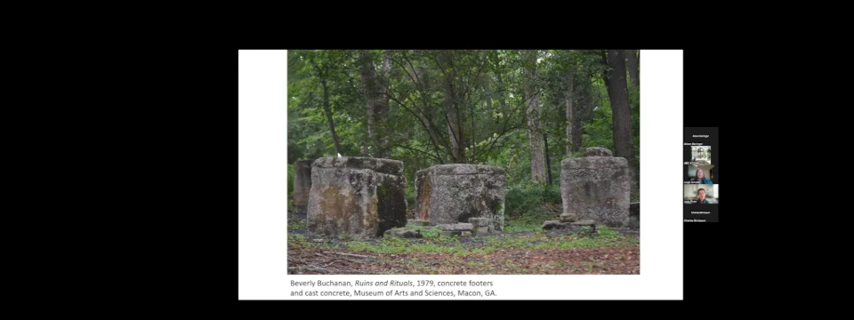 Beverly Buchanan, Ruins and Rituals, 1979, concrete footers
and cast concrete, Museum of Arts and Sciences, Macon, GA.